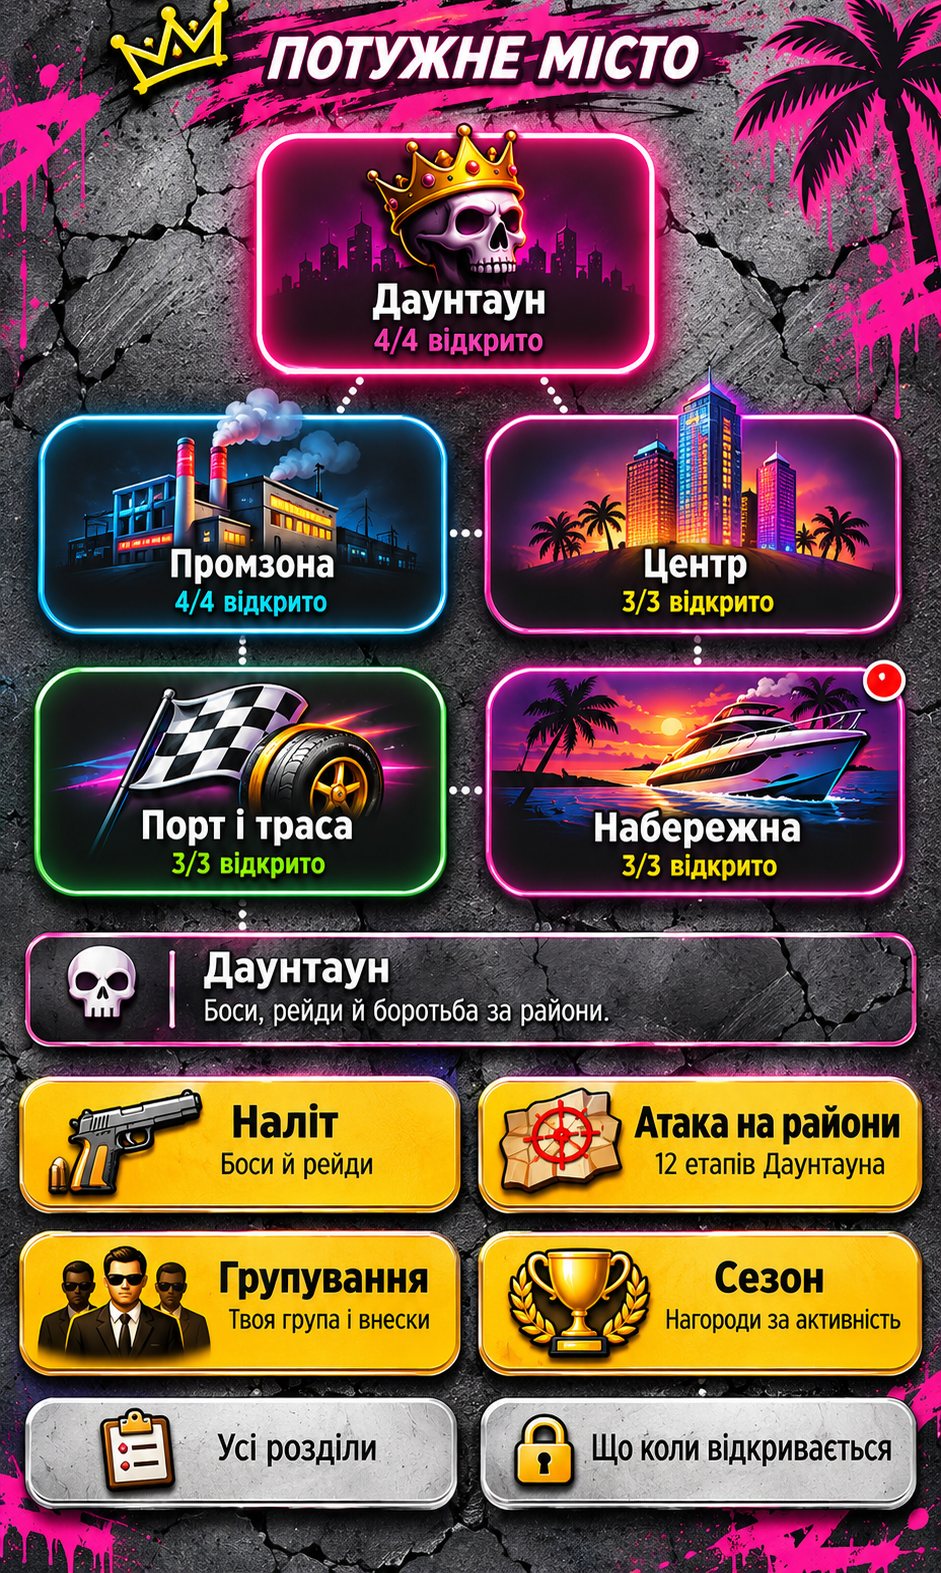 ПОТУЖНЕ МІСТО
Даунтаун
4/4 відкрито
Промзона
4/4 відкрито
Центр
3/3 відкрито
Порт і траса
3/3 відкрито
Набережна
3/3 відкрито
Даунтаун
Боси, рейди й боротьба за райони.
Наліт
Боси й рейди
Атака на райони
12 етапів Даунтауна
Групування
Твоя група і внески
Сезон
Нагороди за активність
Усі розділи
Що коли відкривається